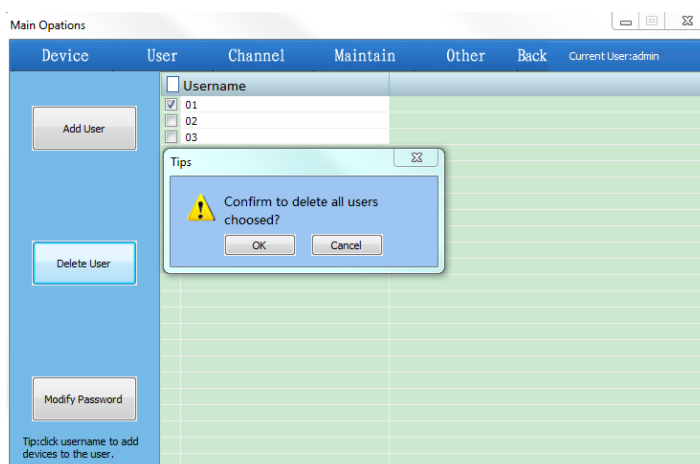 Main Opations
Device User Channel Maintain Other Back Current User:admin
Username
01
Add User
02
03
Tips
Confirm to delete all users
choosed?
OK Cancel
Delete User
Modify Password
Tip:click username to add
devices to the user.